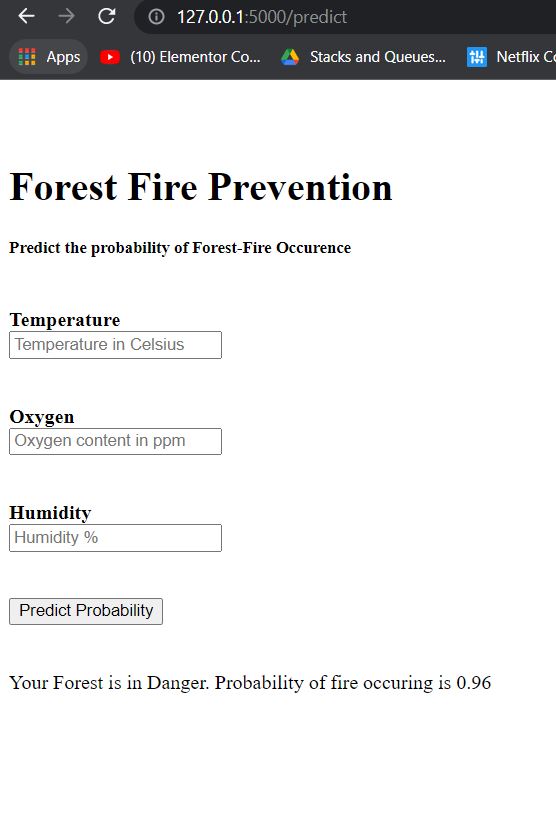 127.0.0.1:5000/predict
Apps (10) Elementor Co... Stacks and Queues... Netflix Co
Forest Fire Prevention
Predict the probability of Forest-Fire Occurence
Temperature
Temperature in Celsius
Oxygen
Oxygen content in ppm
Humidity
Humidity %
Predict Probability
Your Forest is in Danger. Probability of fire occuring is 0.96